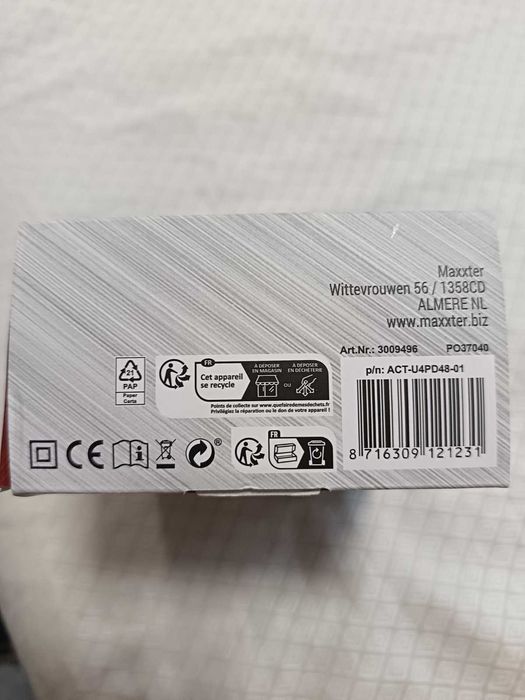 Maxxter
Wittevrouwen 56 / 1358CD
ALMERE NL
www.maxxter.biz
Art.Nr.: 3009496 PO37040
p/n: ACT-U4PD48-01
8 716309 121231
21
PAP
Paper
Carta
FR
Cet appareil
se recycle
À DÉPOSER
EN MAGASIN
OU
À DÉPOSER
EN DÉCHÈTERIE
Points de collecte sur www.quefairedemesdechets.fr
Privilégiez la réparation ou le don de votre appareil !
CE
i
®
FR